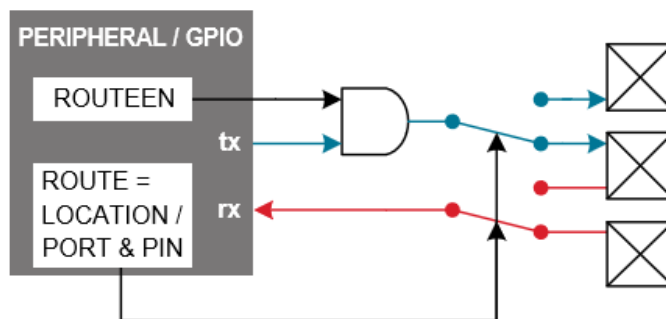 PERIPHERAL / GPIO
ROUTEEN
tx
ROUTE =
LOCATION /
PORT & PIN
rx